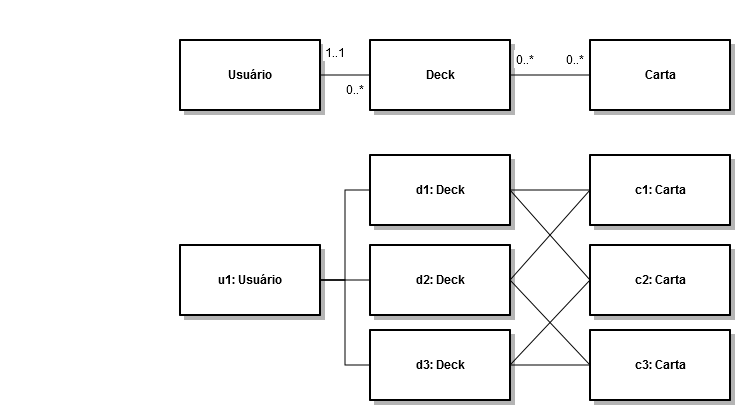 Usuário 1..1 0..* Deck 0..* 0..* Carta
d1: Deck c1: Carta
u1: Usuário d2: Deck c2: Carta
d3: Deck c3: Carta